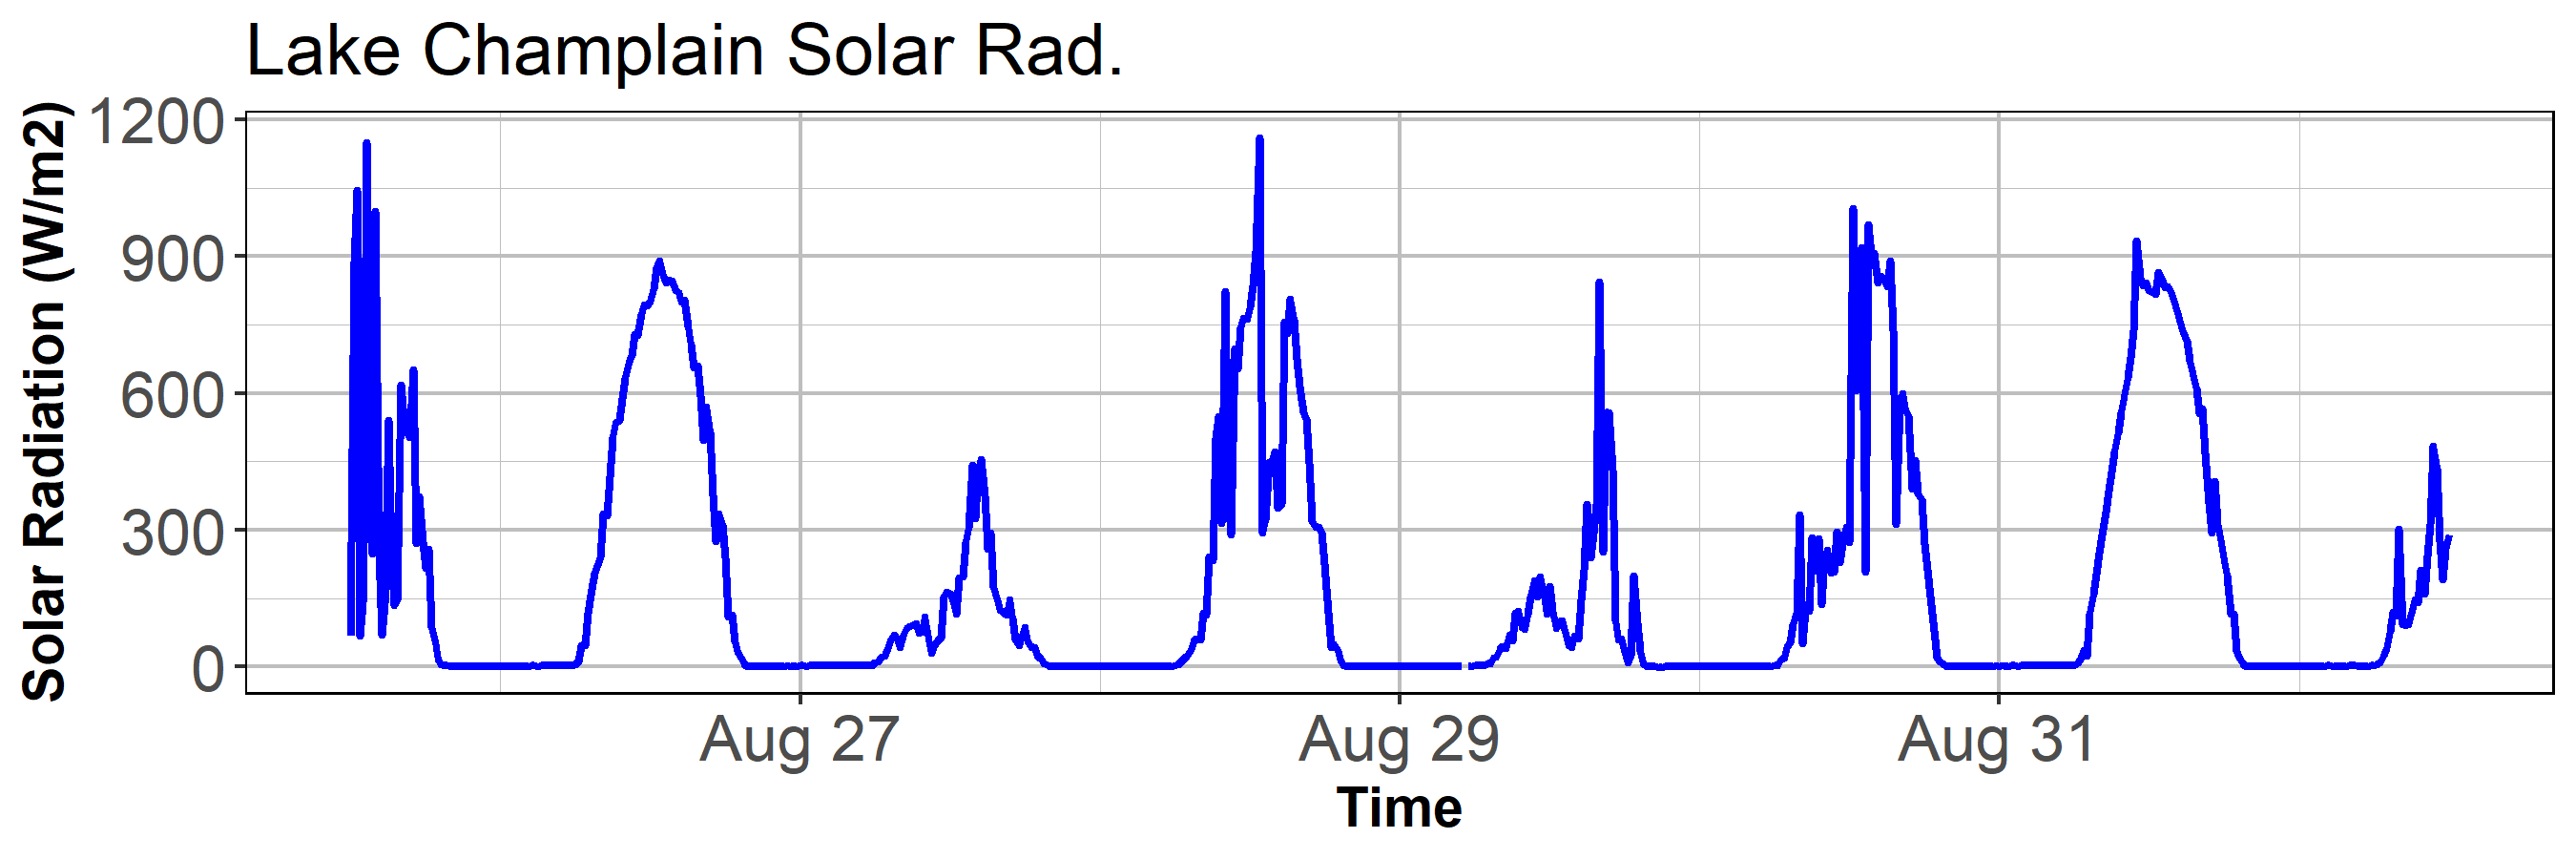 Lake Champlain Solar Rad.
Solar Radiation (W/m2)
1200
900
600
300
0
Aug 27
Aug 29
Aug 31
Time